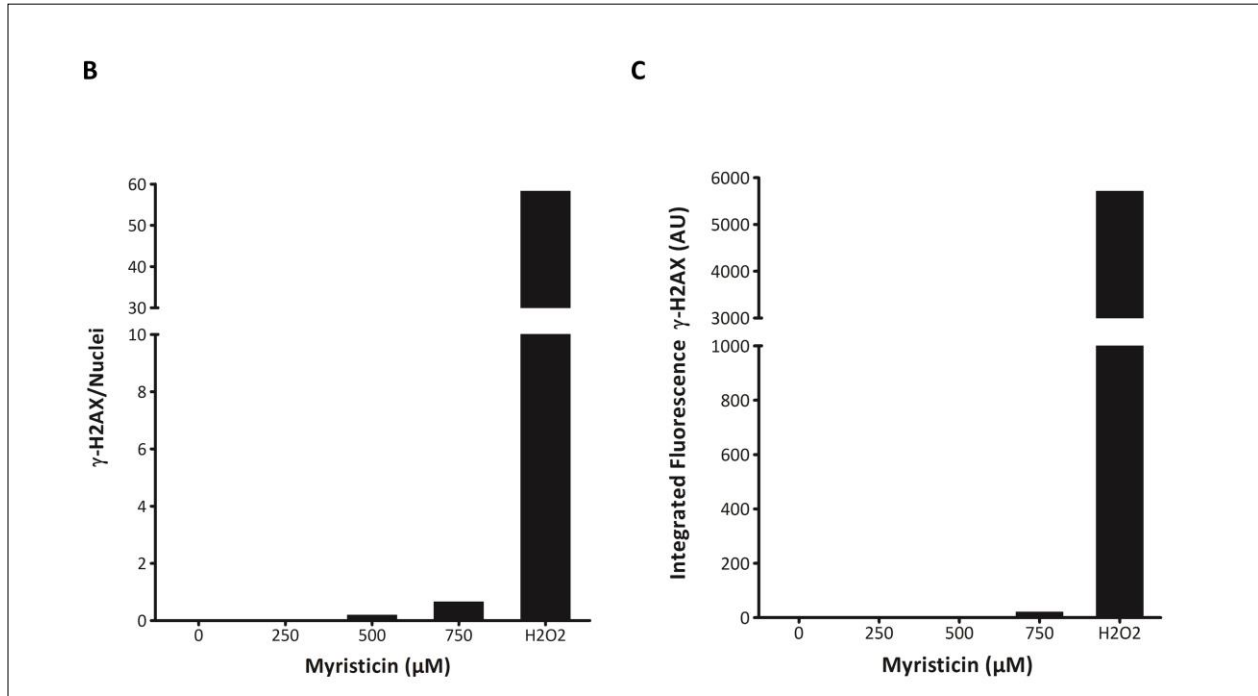 B
γ-H2AX/Nuclei
60
50
40
30
10
8
6
4
2
0
0 250 500 750 H2O2
Myristicin (μM)
C
Integrated Fluorescence γ-H2AX (AU)
6000
5000
4000
3000
1000
800
600
400
200
0
0 250 500 750 H2O2
Myristicin (μM)